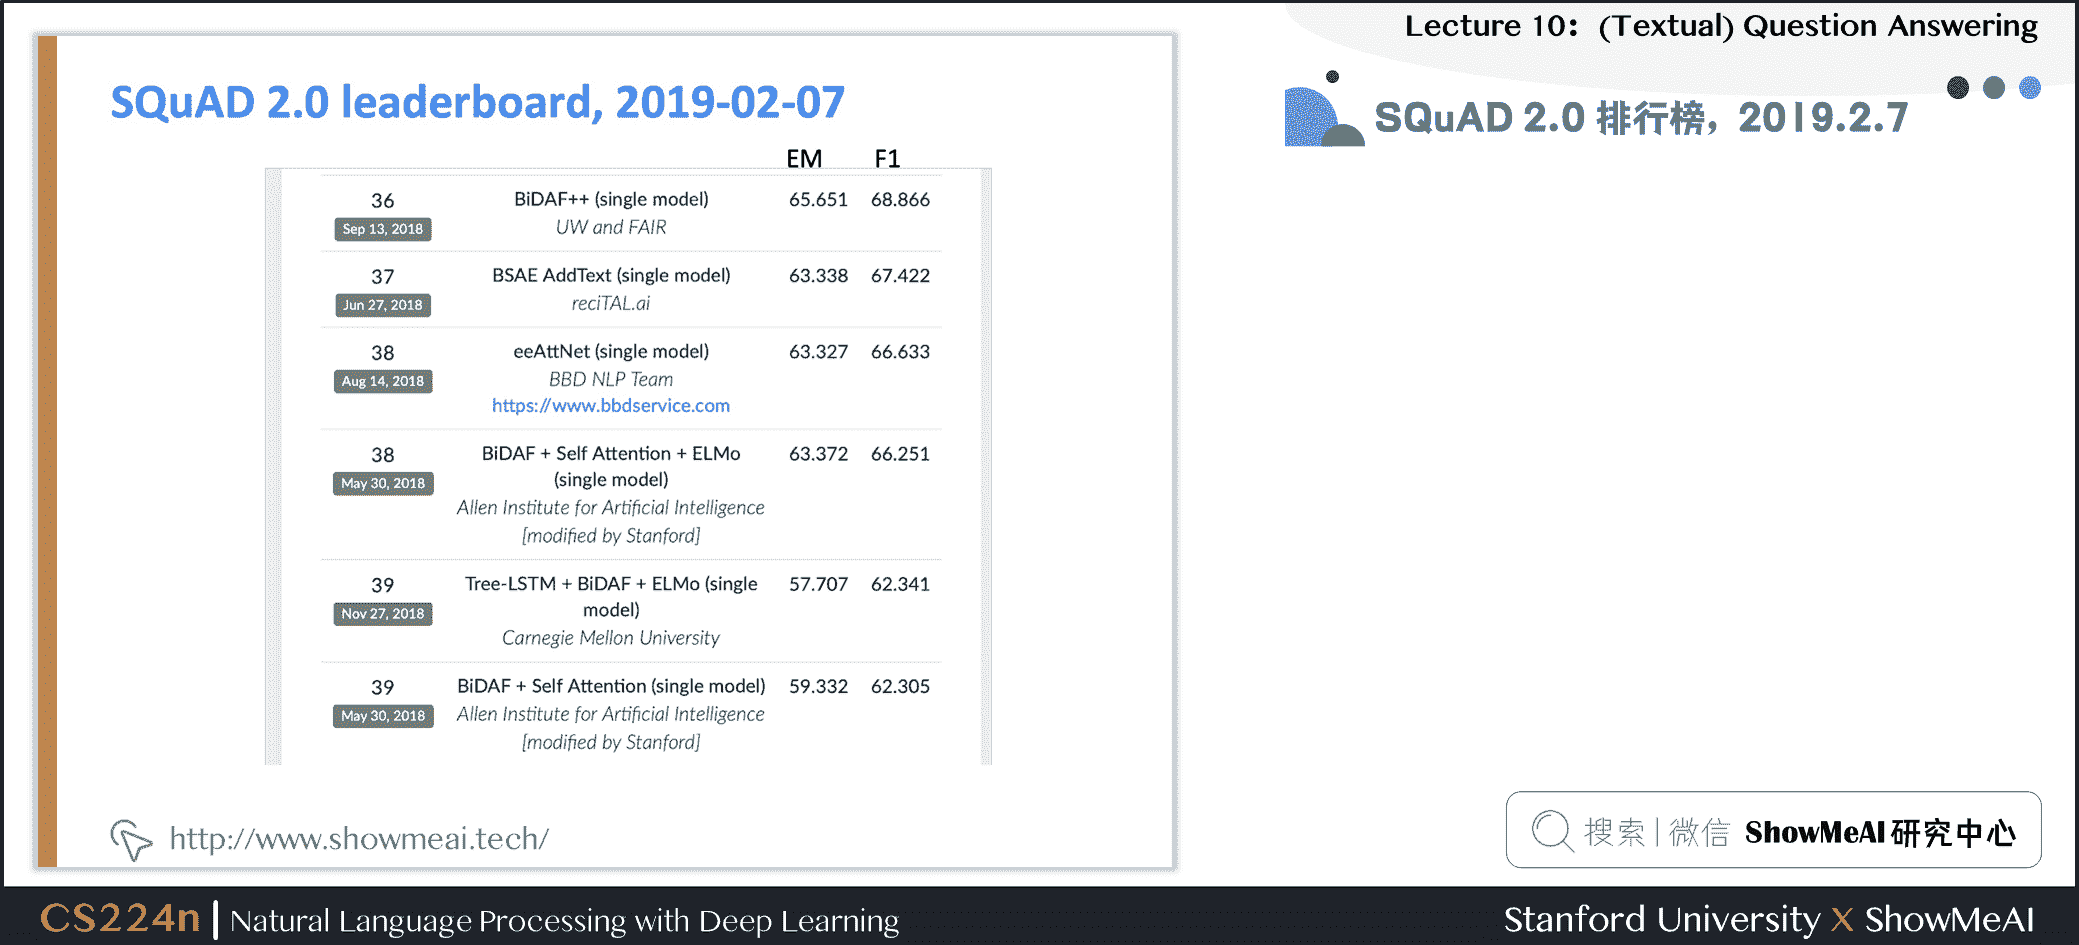 Lecture 10: (Textual) Question Answering
SQuAD 2.0 leaderboard, 2019-02-07
SQuAD 2.0 排行榜，2019.2.7
EM F1
36 BiDAF++ (single model) 65.651 68.866
Sep 13, 2018 UW and FAIR
37 BSAE AddText (single model) 63.338 67.422
Jun 27, 2018 reciTAL.ai
38 eeAttNet (single model) 63.327 66.633
Aug 14, 2018 BBD NLP Team
https://www.bbdservice.com
38 BiDAF + Self Attention + ELMo 63.372 66.251
May 30, 2018 (single model)
Allen Institute for Artificial Intelligence
[modified by Stanford]
39 Tree-LSTM + BiDAF + ELMo (single 57.707 62.341
Nov 27, 2018 model)
Carnegie Mellon University
39 BiDAF + Self Attention (single model) 59.332 62.305
May 30, 2018 Allen Institute for Artificial Intelligence
[modified by Stanford]
http://www.showmeai.tech/
搜索 | 微信 ShowMeAI 研究中心
CS224n | Natural Language Processing with Deep Learning
Stanford University X ShowMeAI